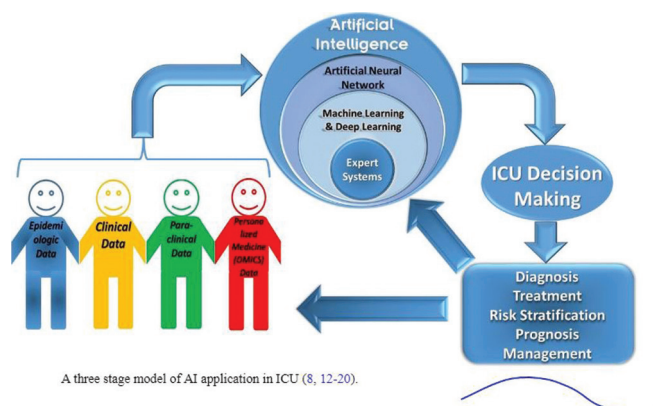 Artificial
Intelligence
Artificial Neural
Network
Machine Learning
& Deep Learning
Expert
Systems
ICU Decision
Making
Epidemi
ologic
Data
Clinical
Data
Para-
clinical
Data
Persona
lized
Medicine
(OMICS)
Data
Diagnosis
Treatment
Risk Stratification
Prognosis
Management
A three stage model of AI application in ICU (8, 12-20).